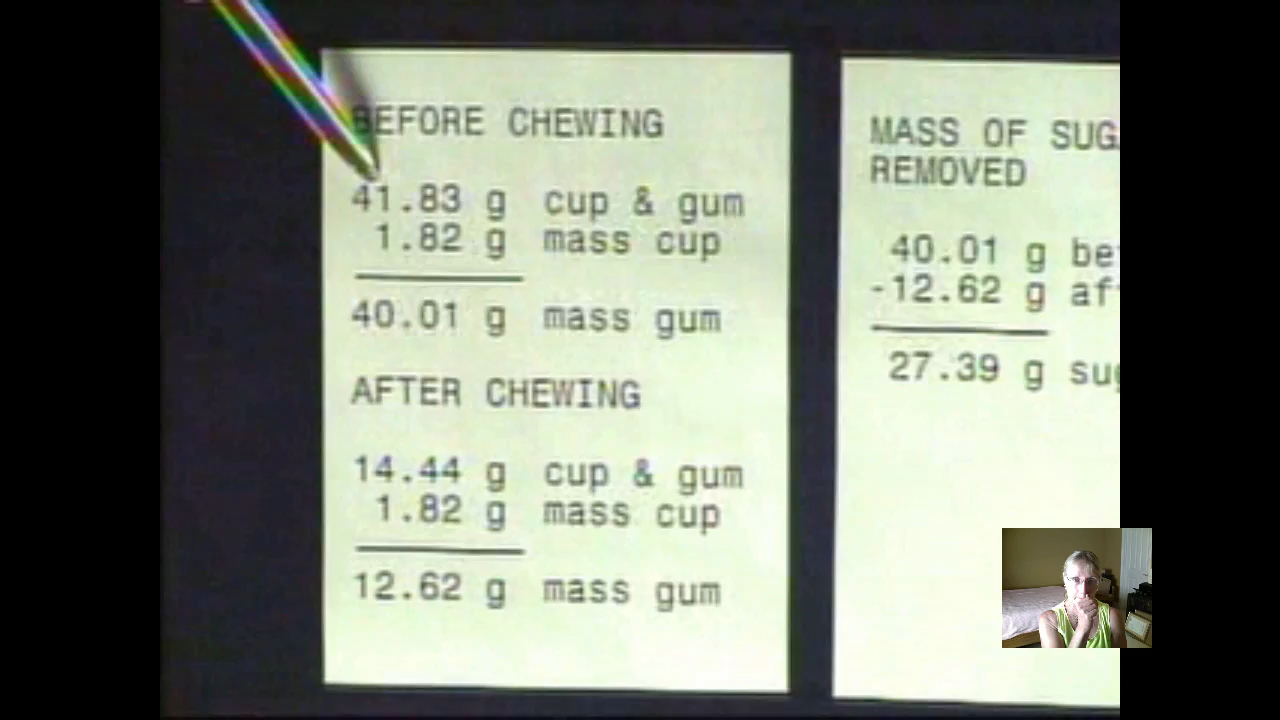 BEFORE CHEWING
41.83 g cup & gum
1.82 g mass cup
40.01 g mass gum
AFTER CHEWING
14.44 g cup & gum
1.82 g mass cup
12.62 g mass gum
MASS OF SUG
REMOVED
40.01 g be
-12.62 g af
27.39 g sug